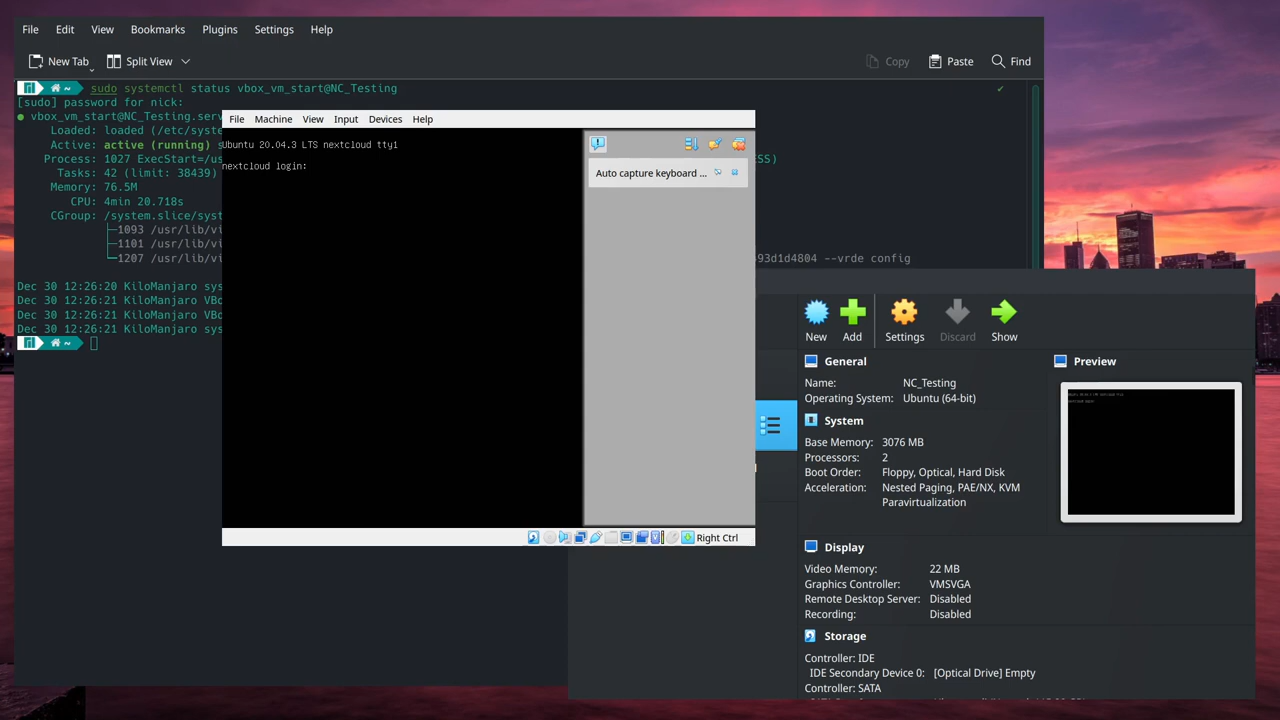 File Edit View Bookmarks Plugins Settings Help
New Tab Split View Copy Paste Find
~ sudo systemctl status vbox_vm_start@NC_Testing ✔
[sudo] password for nick:
● vbox_vm_start@NC_Testing.serv
Loaded: loaded (/etc/syste
Active: active (running) s
Process: 1027 ExecStart=/us ESS)
Tasks: 42 (limit: 38439)
Memory: 76.5M
CPU: 4min 20.718s
CGroup: /system.slice/syst
├─1093 /usr/lib/vi
├─1101 /usr/lib/vi
└─1207 /usr/lib/vi 93d1d4804 --vrde config
Dec 30 12:26:20 KiloManjaro sys
Dec 30 12:26:21 KiloManjaro VBo
Dec 30 12:26:21 KiloManjaro VBo
Dec 30 12:26:21 KiloManjaro sys
~
File Machine View Input Devices Help
Ubuntu 20.04.3 LTS nextcloud tty1
nextcloud login:
Auto capture keyboard ...
Right Ctrl
New Add Settings Discard Show
General
Name: NC_Testing
Operating System: Ubuntu (64-bit)
System
Base Memory: 3076 MB
Processors: 2
Boot Order: Floppy, Optical, Hard Disk
Acceleration: Nested Paging, PAE/NX, KVM
Paravirtualization
Display
Video Memory: 22 MB
Graphics Controller: VMSVGA
Remote Desktop Server: Disabled
Recording: Disabled
Storage
Controller: IDE
IDE Secondary Device 0: [Optical Drive] Empty
Controller: SATA
Preview